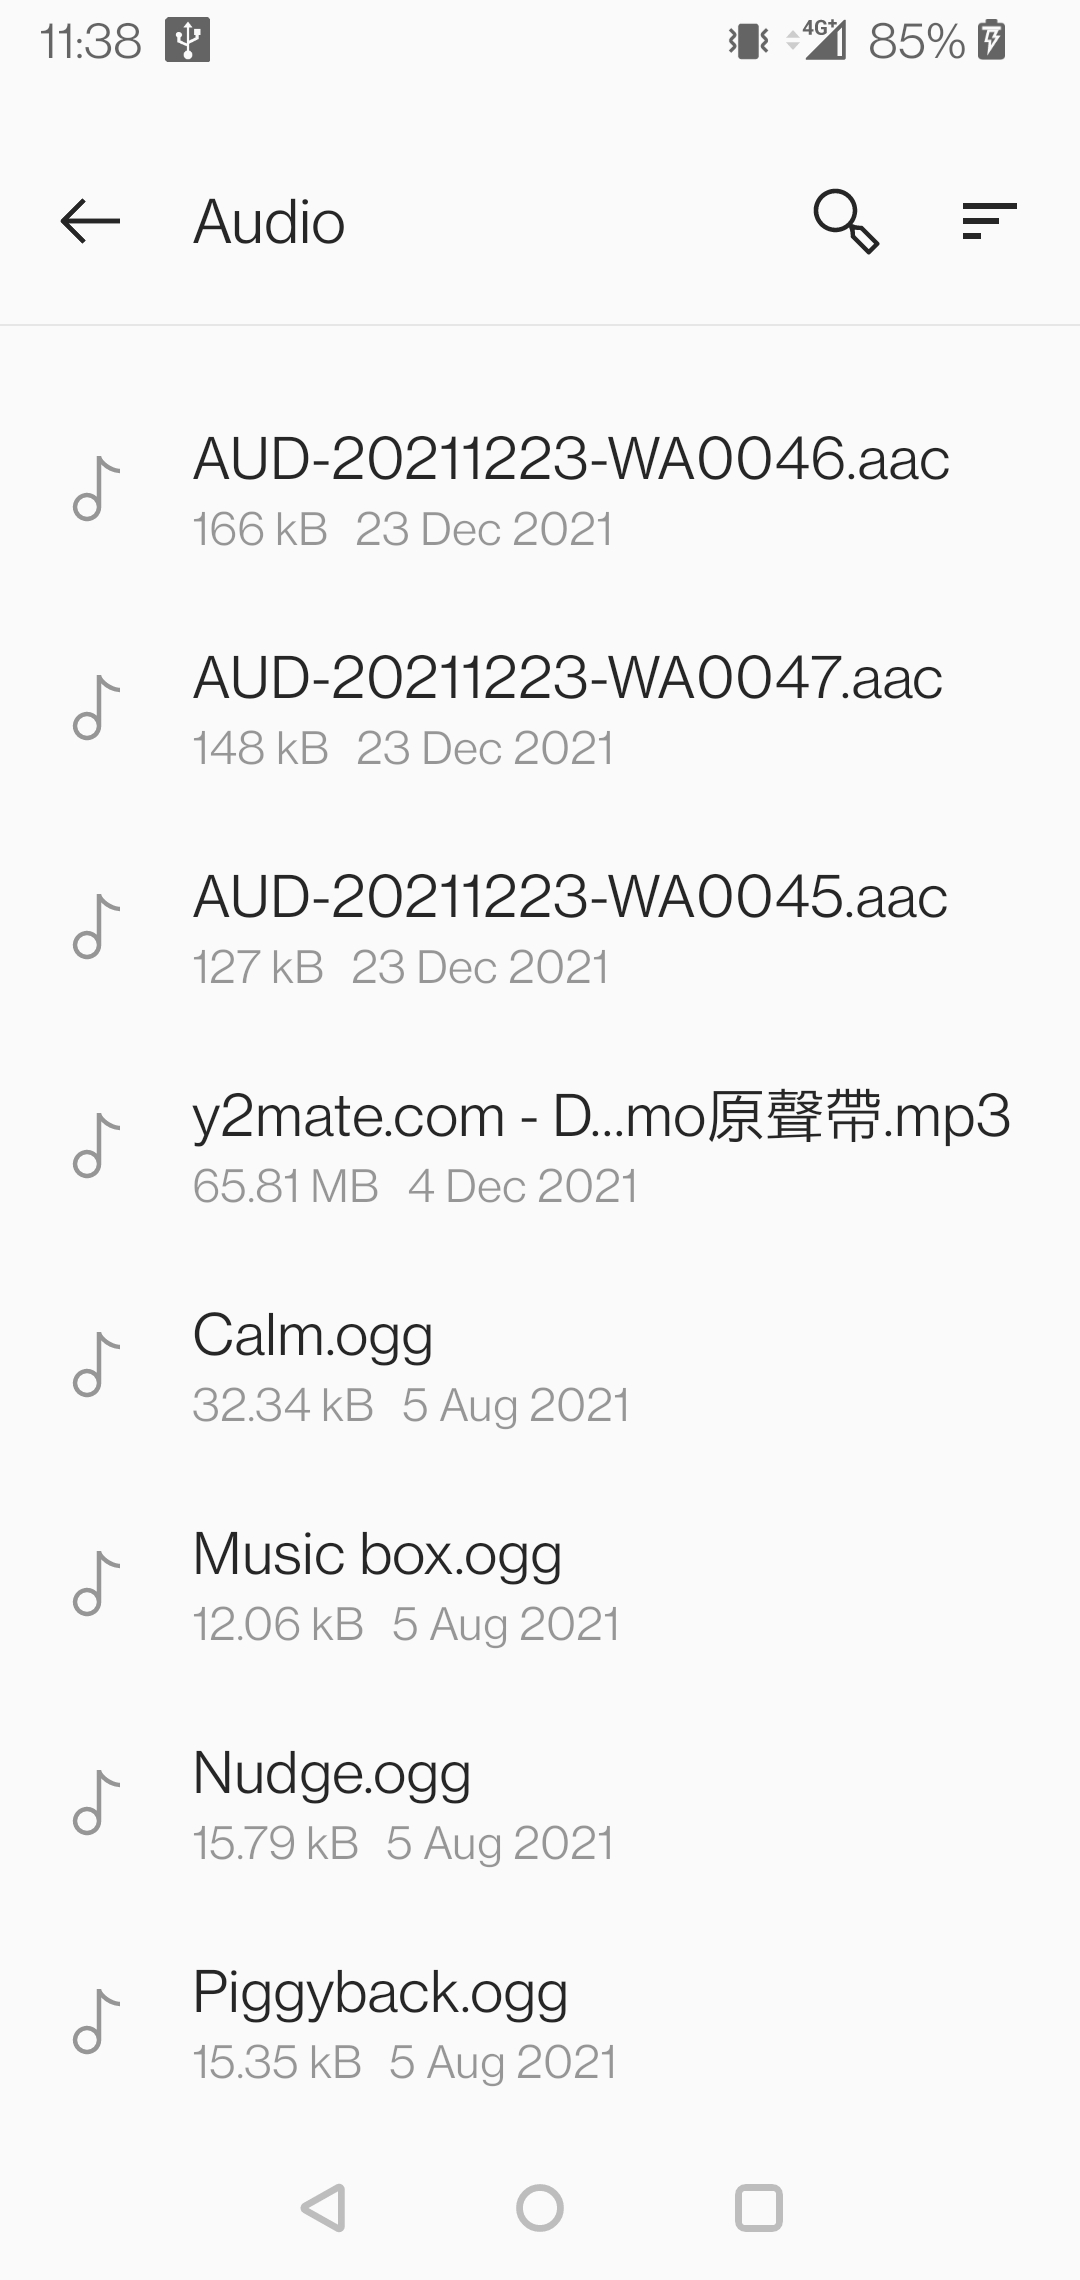 11:38 4G+ 85%
Audio
AUD-20211223-WA0046.aac
166 kB 23 Dec 2021
AUD-20211223-WA0047.aac
148 kB 23 Dec 2021
AUD-20211223-WA0045.aac
127 kB 23 Dec 2021
y2mate.com - D...mo原聲帶.mp3
65.81 MB 4 Dec 2021
Calm.ogg
32.34 kB 5 Aug 2021
Music box.ogg
12.06 kB 5 Aug 2021
Nudge.ogg
15.79 kB 5 Aug 2021
Piggyback.ogg
15.35 kB 5 Aug 2021